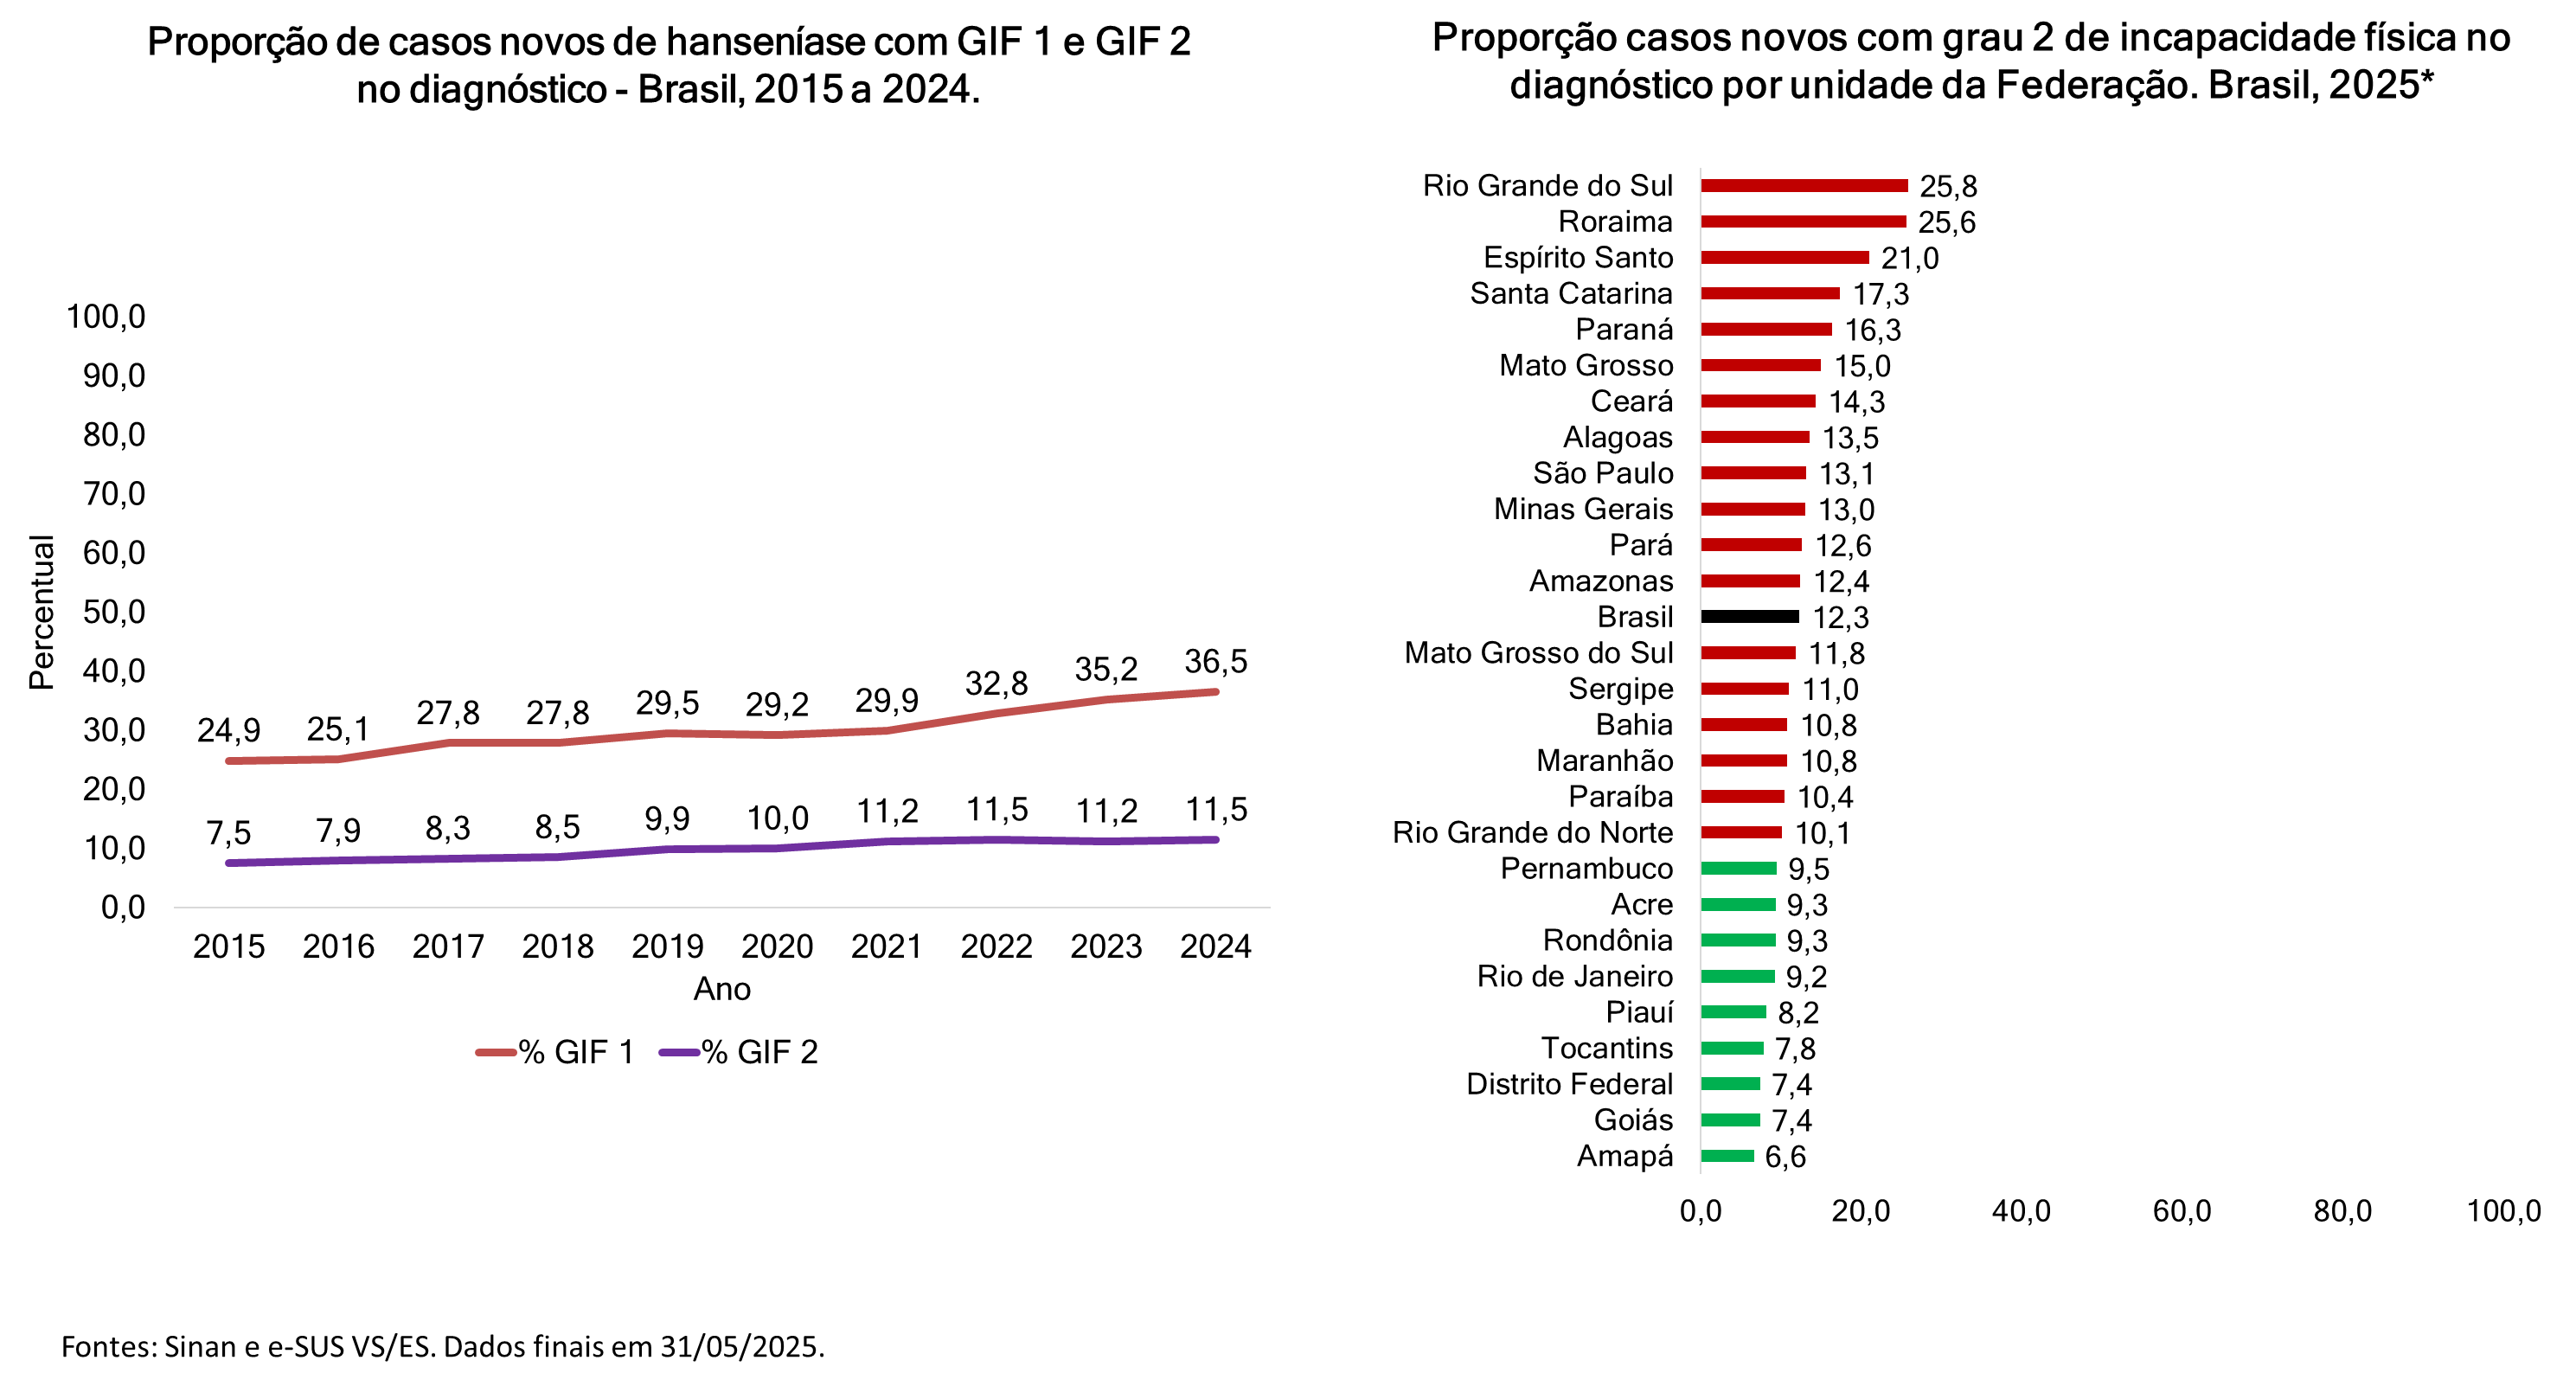 Proporção de casos novos de hanseníase com GIF 1 e GIF 2
no diagnóstico - Brasil, 2015 a 2024.
100,0
90,0
80,0
70,0
60,0
50,0
40,0
30,0
20,0
10,0
0,0
Percentual
24,9 25,1 27,8 27,8 29,5 29,2 29,9 32,8 35,2 36,5
7,5 7,9 8,3 8,5 9,9 10,0 11,2 11,5 11,2 11,5
2015 2016 2017 2018 2019 2020 2021 2022 2023 2024
Ano
% GIF 1 % GIF 2
Proporção casos novos com grau 2 de incapacidade física no
diagnóstico por unidade da Federação. Brasil, 2025*
Rio Grande do Sul 25,8
Roraima 25,6
Espírito Santo 21,0
Santa Catarina 17,3
Paraná 16,3
Mato Grosso 15,0
Ceará 14,3
Alagoas 13,5
São Paulo 13,1
Minas Gerais 13,0
Pará 12,6
Amazonas 12,4
Brasil 12,3
Mato Grosso do Sul 11,8
Sergipe 11,0
Bahia 10,8
Maranhão 10,8
Paraíba 10,4
Rio Grande do Norte 10,1
Pernambuco 9,5
Acre 9,3
Rondônia 9,3
Rio de Janeiro 9,2
Piauí 8,2
Tocantins 7,8
Distrito Federal 7,4
Goiás 7,4
Amapá 6,6
0,0 20,0 40,0 60,0 80,0 100,0
Fontes: Sinan e e-SUS VS/ES. Dados finais em 31/05/2025.